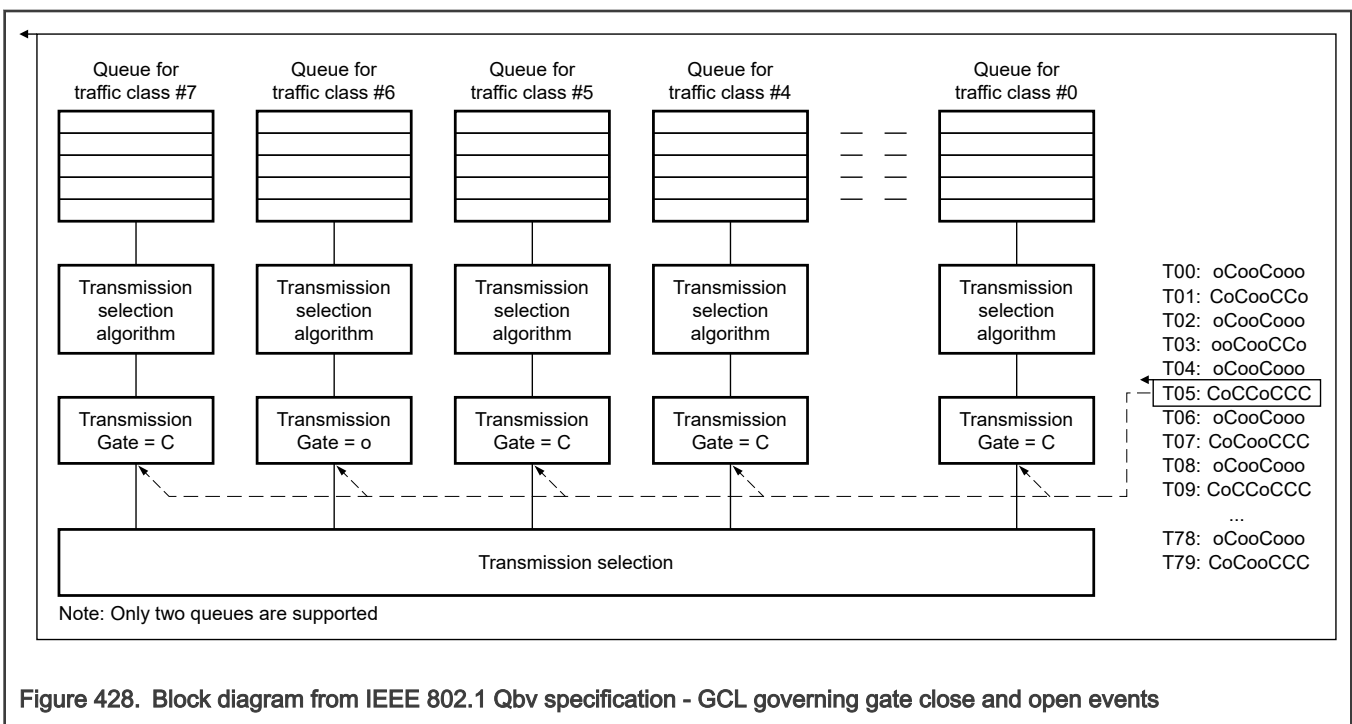 Queue for
traffic class #7
Queue for
traffic class #6
Queue for
traffic class #5
Queue for
traffic class #4
Queue for
traffic class #0
Transmission
selection
algorithm
Transmission
selection
algorithm
Transmission
selection
algorithm
Transmission
selection
algorithm
Transmission
selection
algorithm
Transmission
Gate = C
Transmission
Gate = o
Transmission
Gate = C
Transmission
Gate = C
Transmission
Gate = C
T00: oCooCooo
T01: CoCooCCo
T02: oCooCooo
T03: ooCooCCo
T04: oCooCooo
T05: CoCCoCCC
T06: oCooCooo
T07: CoCooCCC
T08: oCooCooo
T09: CoCCoCCC
...
T78: oCooCooo
T79: CoCooCCC
Transmission selection
Note: Only two queues are supported
Figure 428. Block diagram from IEEE 802.1 Qbv specification - GCL governing gate close and open events